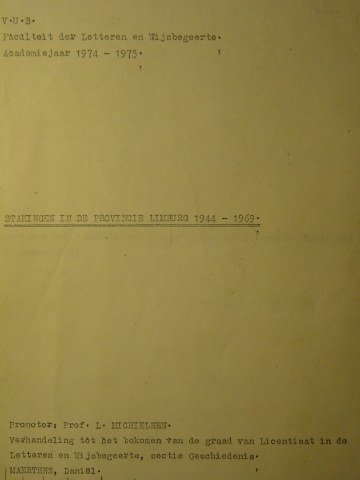 V.U.B.
Faculteit der Letteren en Wijsbegeerte.
Academiejaar 1974 - 1975.
STAKINGEN IN DE PROVINCIE LIMBURG 1944 - 1969.
Promotor: Prof. L. MICHIELSEN.
Verhandeling tot het bekomen van de graad van Licentiaat in de
Letteren en Wijsbegeerte, sectie Geschiedenis.
MAERTENS, Daniël.